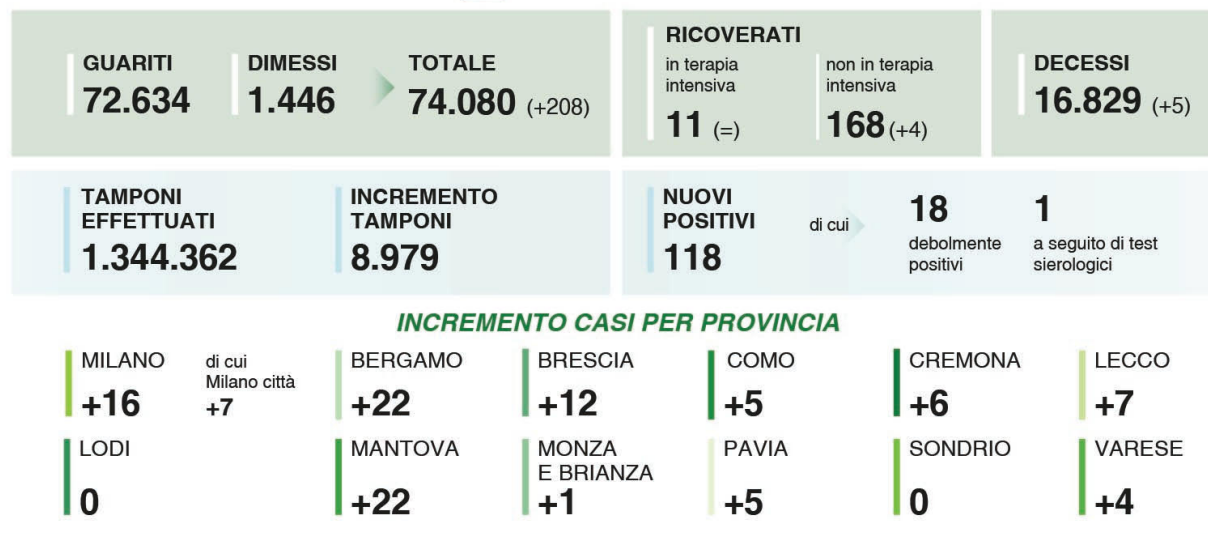 GUARITI
72.634
DIMESSI
1.446
TOTALE
74.080 (+208)
RICOVERATI
in terapia
intensiva
11 (=)
non in terapia
intensiva
168 (+4)
DECESSI
16.829 (+5)
TAMPONI
EFFETTUATI
1.344.362
INCREMENTO
TAMPONI
8.979
NUOVI
POSITIVI
118
di cui
18
debolmente
positivi
1
a seguito di test
sierologici
INCREMENTO CASI PER PROVINCIA
MILANO
+16
di cui
Milano città
+7
BERGAMO
+22
BRESCIA
+12
COMO
+5
CREMONA
+6
LECCO
+7
LODI
0
MANTOVA
+22
MONZA
E BRIANZA
+1
PAVIA
+5
SONDRIO
0
VARESE
+4